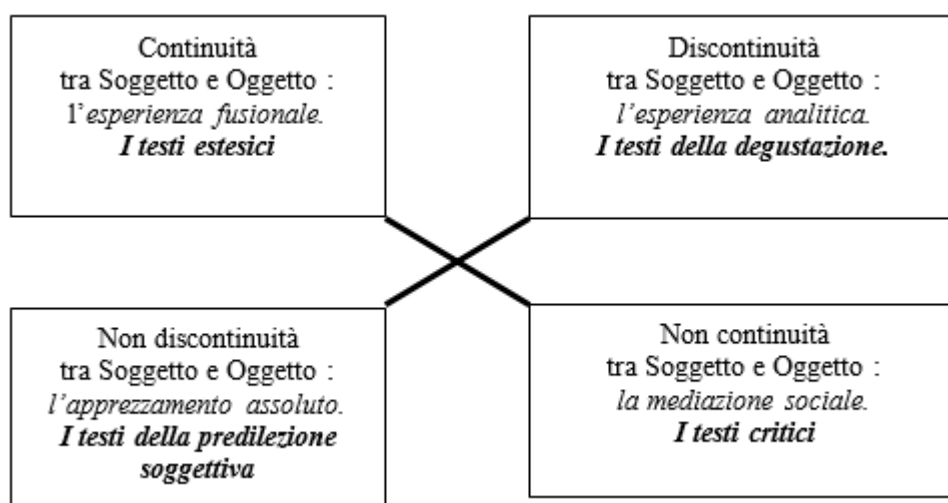 Continuità
tra Soggetto e Oggetto :
l'esperienza fusionale.
I testi estesici
Discontinuità
tra Soggetto e Oggetto :
l'esperienza analitica.
I testi della degustazione.
Non discontinuità
tra Soggetto e Oggetto :
l'apprezzamento assoluto.
I testi della predilezione
soggettiva
Non continuità
tra Soggetto e Oggetto :
la mediazione sociale.
I testi critici